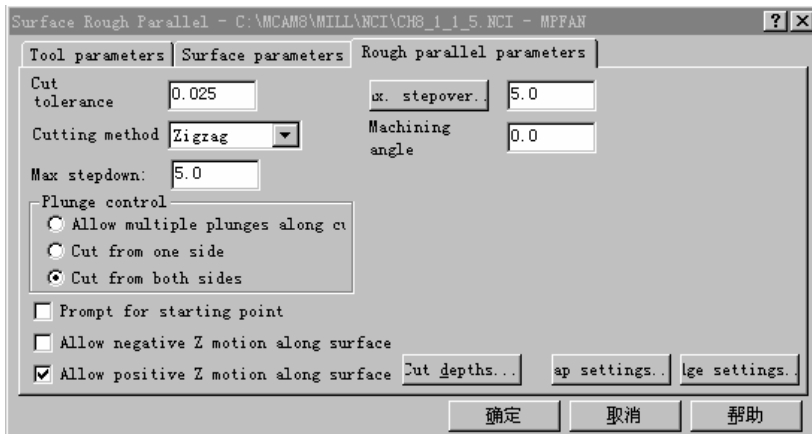 Surface Rough Parallel - C:\MCAM8\MILL\NCI\CH8_1_1_5.NCI - MPFAN
Tool parameters Surface parameters Rough parallel parameters
Cut tolerance 0.025
ax. stepover.. 5.0
Cutting method Zigzag
Machining angle 0.0
Max stepdown: 5.0
Plunge control
Allow multiple plunges along cu
Cut from one side
Cut from both sides
Prompt for starting point
Allow negative Z motion along surface
Allow positive Z motion along surface
Cut depths... ap settings.. dge settings..
确定 取消 帮助